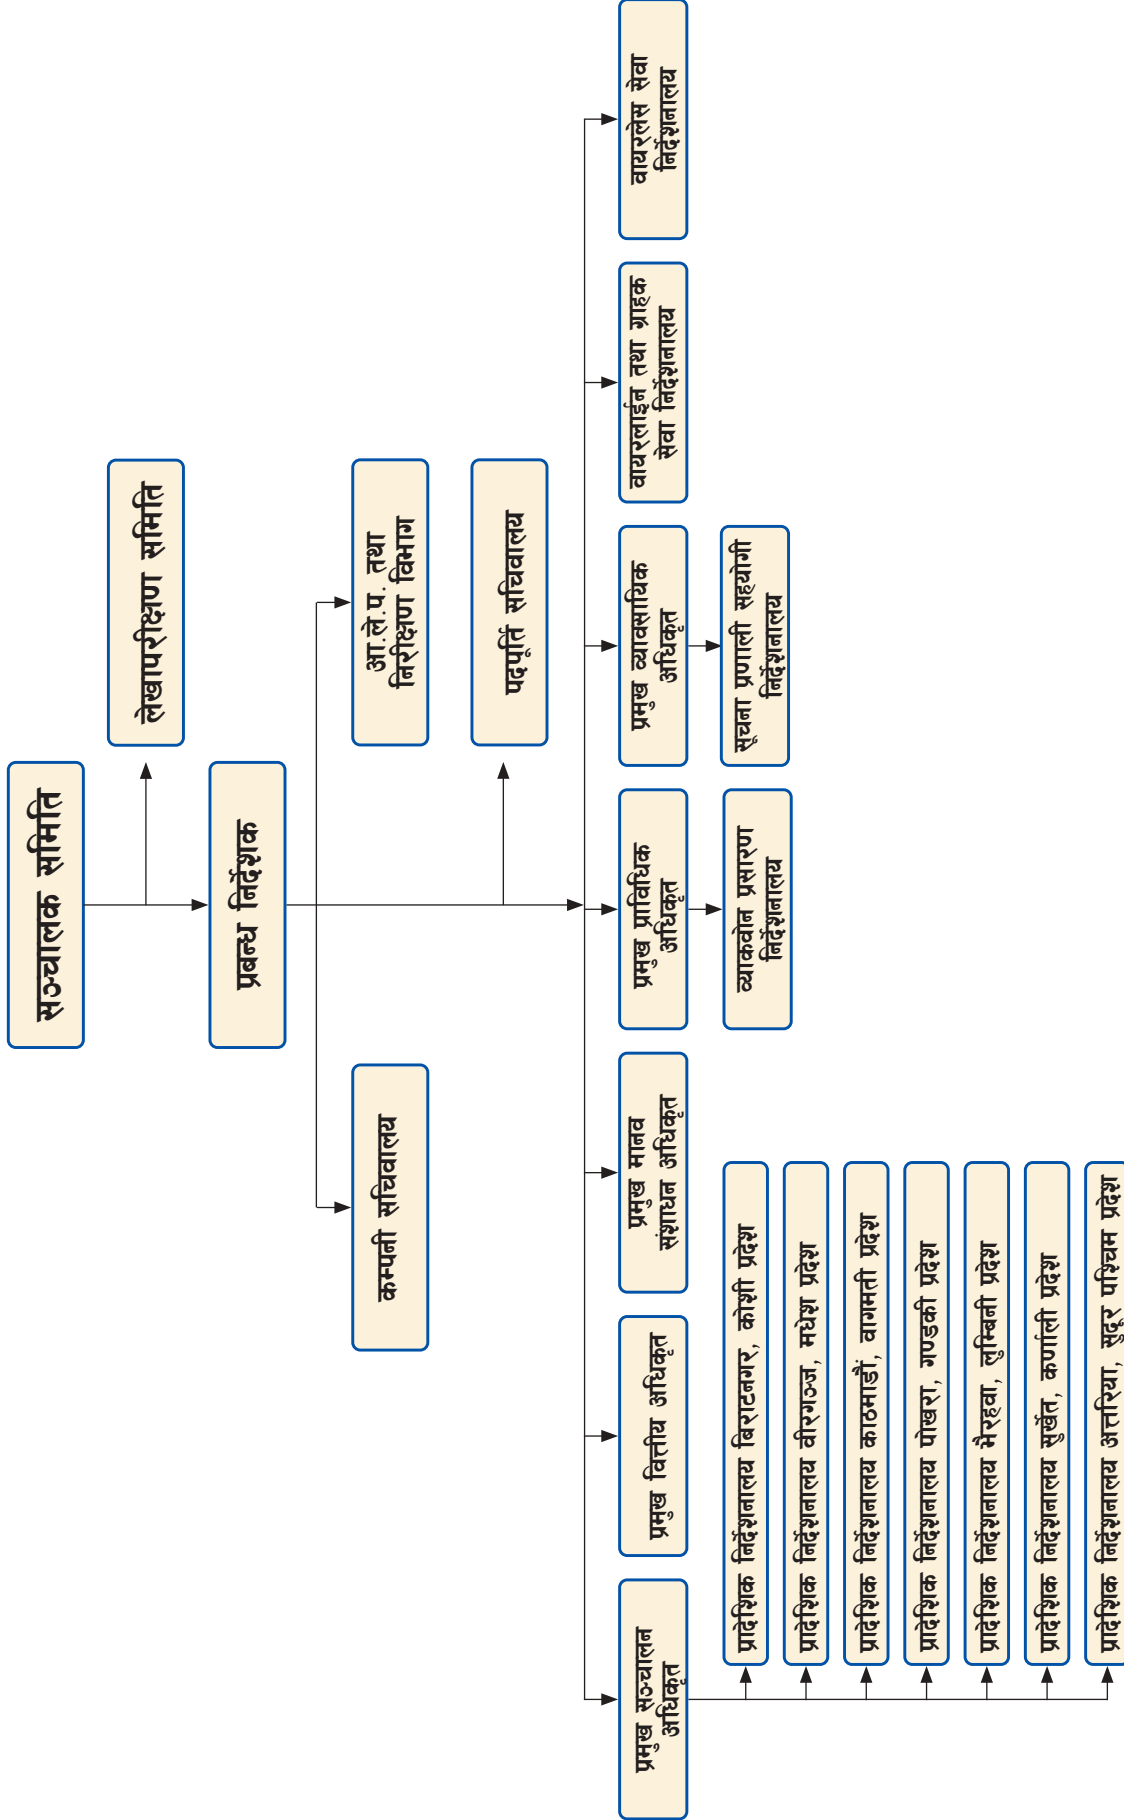 सञ्चालक समिति
लेखापरीक्षण समिति
प्रबन्ध निर्देशक
कम्पनी सचिवालय
आ.ले.प. तथा
निरीक्षण विभाग
पदपूर्ति सचिवालय
प्रमुख सञ्चालन
अधिकृत
प्रमुख वित्तीय अधिकृत
प्रमुख मानव
संशाधन अधिकृत
प्रमुख प्राविधिक
अधिकृत
प्रमुख व्यावसायिक
अधिकृत
वायरलाईन तथा ग्राहक
सेवा निर्देशनालय
वायरलेस सेवा
निर्देशनालय
प्रादेशिक निर्देशनालय बिराटनगर, कोशी प्रदेश
प्रादेशिक निर्देशनालय वीरगञ्ज, मधेश प्रदेश
प्रादेशिक निर्देशनालय काठमाडौं, वागमती प्रदेश
प्रादेशिक निर्देशनालय पोखरा, गण्डकी प्रदेश
प्रादेशिक निर्देशनालय भैरहवा, लुम्बिनी प्रदेश
प्रादेशिक निर्देशनालय सुर्खेत, कर्णाली प्रदेश
प्रादेशिक निर्देशनालय अत्तरिया, सुदूर पश्चिम प्रदेश
व्याकवोन प्रसारण
निर्देशनालय
सूचना प्रणाली सहयोगी
निर्देशनालय